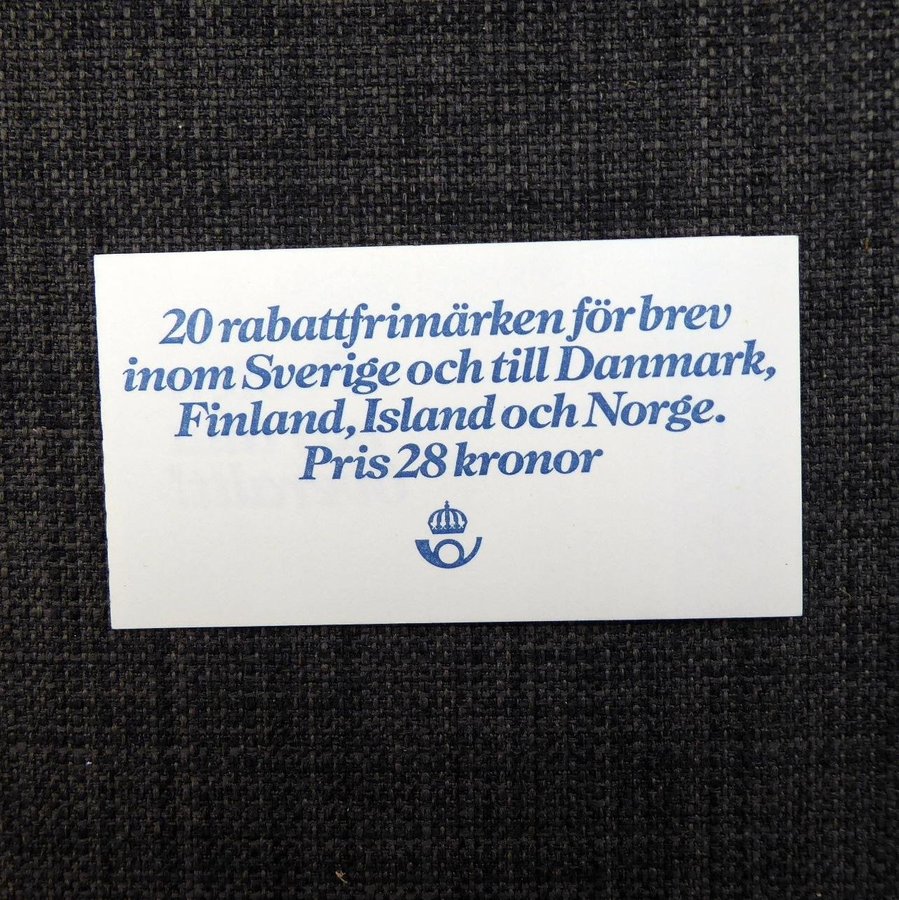 20 rabattfrimärken för brev
inom Sverige och till Danmark,
Finland, Island och Norge.
Pris 28 kronor